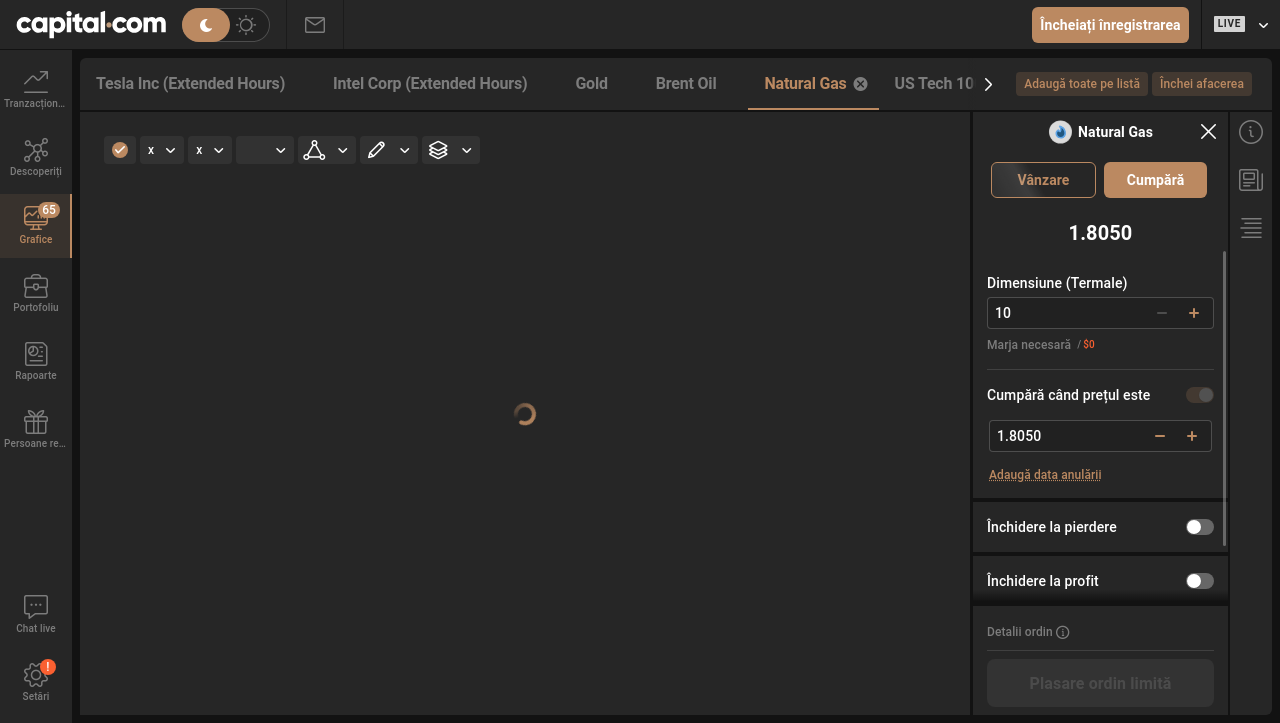 capital.com
Încheiați înregistrarea
LIVE
Tranzacțion...
Descoperiți
65
Grafice
Portofoliu
Rapoarte
Persoane re...
Chat live
!
Setări
Tesla Inc (Extended Hours)
Intel Corp (Extended Hours)
Gold
Brent Oil
Natural Gas
US Tech 10
Adaugă toate pe listă
Închei afacerea
x
x
Natural Gas
Vânzare
Cumpără
1.8050
Dimensiune (Termale)
10
Marja necesară / $0
Cumpără când prețul este
1.8050
Adaugă data anulării
Închidere la pierdere
Închidere la profit
Detalii ordin
Plasare ordin limită